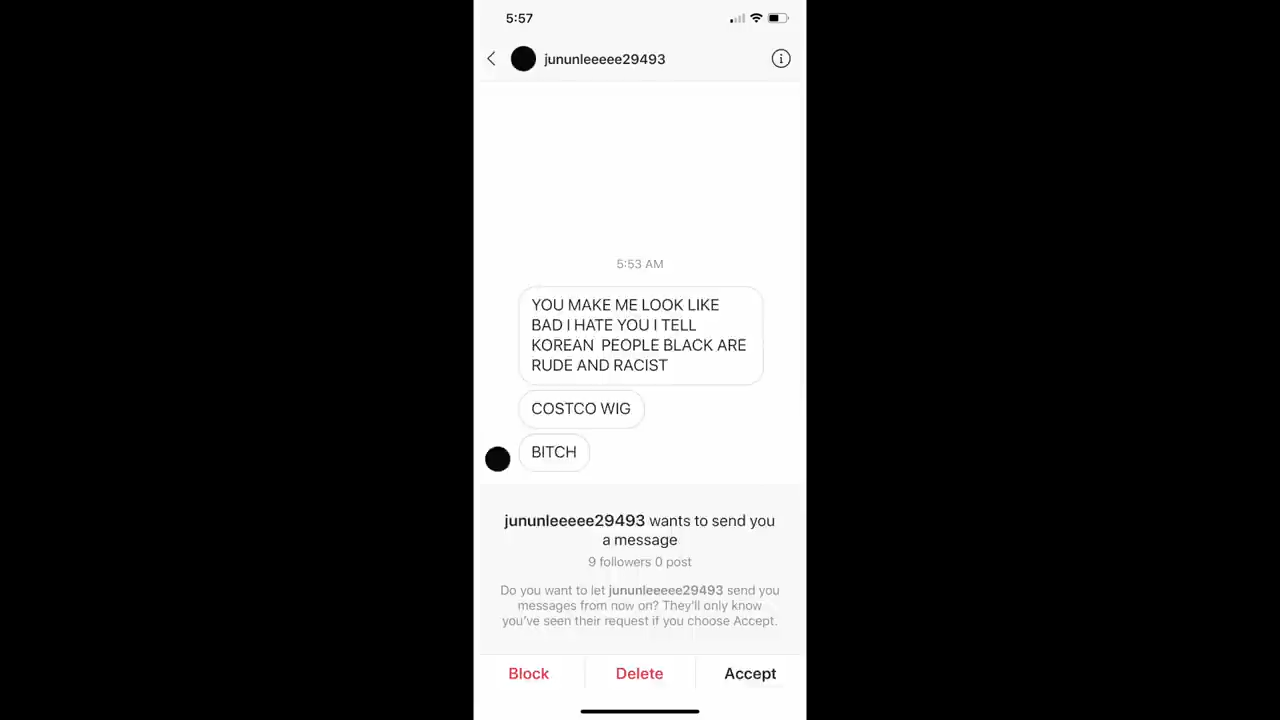 5:57
jununleeeee29493
5:53 AM
YOU MAKE ME LOOK LIKE
BAD I HATE YOU I TELL
KOREAN  PEOPLE BLACK ARE
RUDE AND RACIST
COSTCO WIG
BITCH
jununleeeee29493 wants to send you
a message
9 followers 0 post
Do you want to let jununleeeee29493 send you
messages from now on? They'll only know
you've seen their request if you choose Accept.
Block Delete Accept